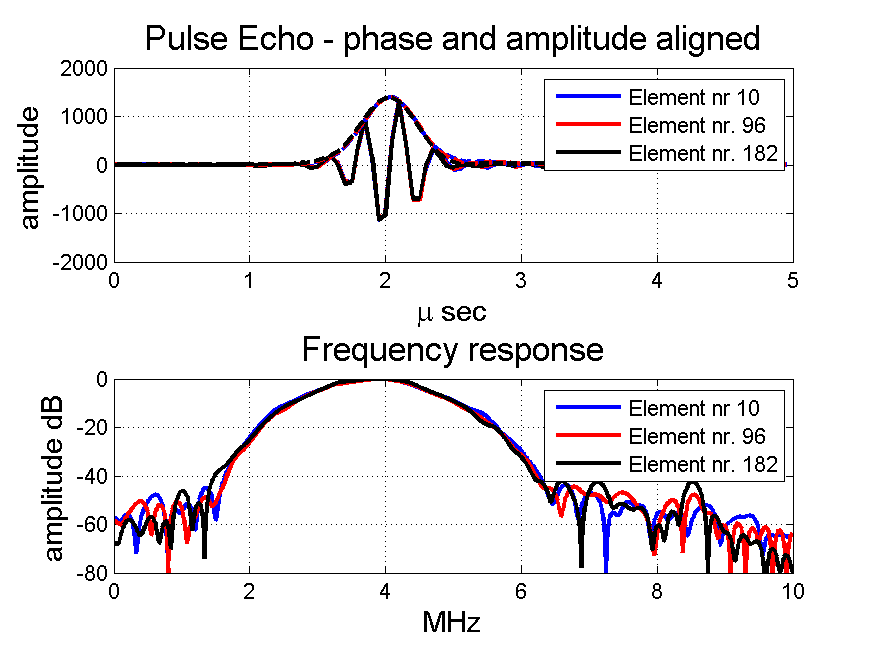 Pulse Echo - phase and amplitude aligned
amplitude
2000
1000
0
-1000
-2000
Element nr 10
Element nr. 96
Element nr. 182
0 1 2 3 4 5
μ sec
Frequency response
amplitude dB
0
-20
-40
-60
-80
Element nr 10
Element nr. 96
Element nr. 182
0 2 4 6 8 10
MHz